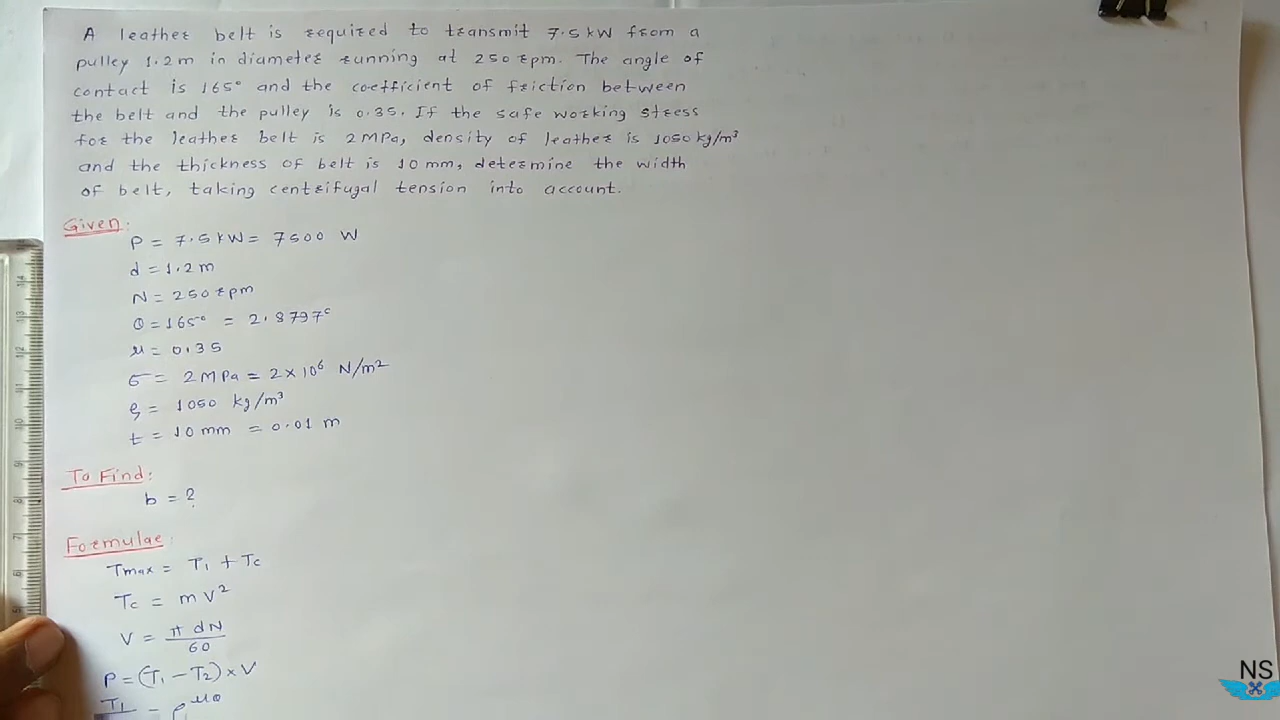 A leather belt is required to transmit 7.5 kW from a
pulley 1.2 m in diameter running at 250 rpm. The angle of
contact is 165° and the coefficient of friction between
the belt and the pulley is 0.35. If the safe working stress
for the leather belt is 2 MPa, density of leather is 1050 kg/m³
and the thickness of belt is 10 mm, determine the width
of belt, taking centrifugal tension into account.
Given:
P = 7.5 kW = 7500 W
d = 1.2 m
N = 250 rpm
θ = 165° = 2.8797ᶜ
μ = 0.35
σ = 2 MPa = 2 × 10⁶ N/m²
ρ = 1050 kg/m³
t = 10 mm = 0.01 m
To Find:
b = ?
Formulae:
Tmax = T₁ + Tc
Tc = m V²
V = π dN / 60
P = (T₁ − T₂) × V
T₁ = e^μθ
NS